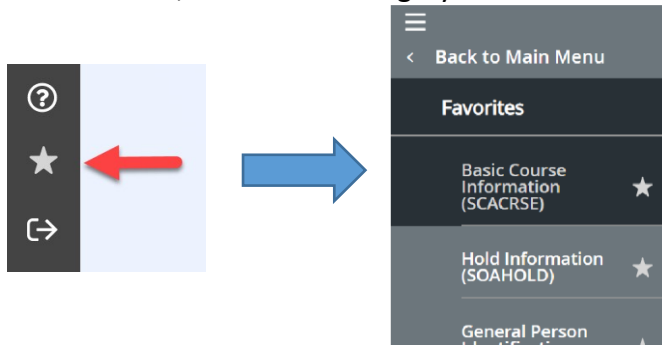 Back to Main Menu
Favorites
Basic Course
Information
(SCACRSE)
Hold Information
(SOAHOLD)
General Person